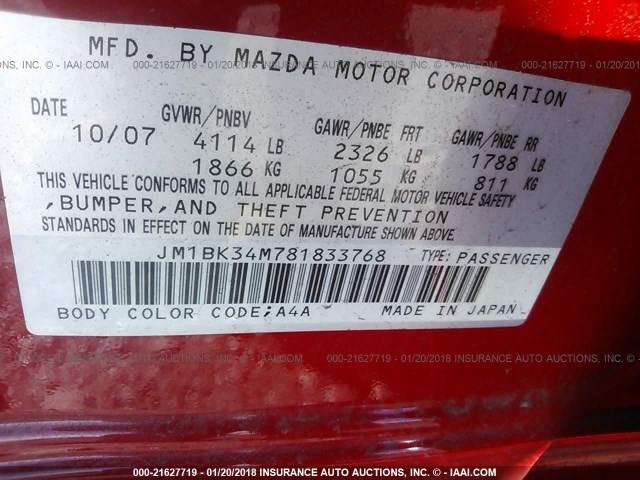 MFD. BY MAZDA MOTOR CORPORATION
DATE GVWR/PNBV GAWR/PNBE FRT GAWR/PNBE RR
10/07 4114 LB 2326 LB 1788 LB
1866 KG 1055 KG 811 KG
THIS VEHICLE CONFORMS TO ALL APPLICABLE FEDERAL MOTOR VEHICLE SAFETY
,BUMPER,AND THEFT PREVENTION
STANDARDS IN EFFECT ON THE DATE OF MANUFACTURE SHOWN ABOVE.
JM1BK34M781833768 TYPE: PASSENGER
BODY COLOR CODE;A4A MADE IN JAPAN
000-21627719 - 01/20/2018 INSURANCE AUTO AUCTIONS, INC. - © IAAI.COM